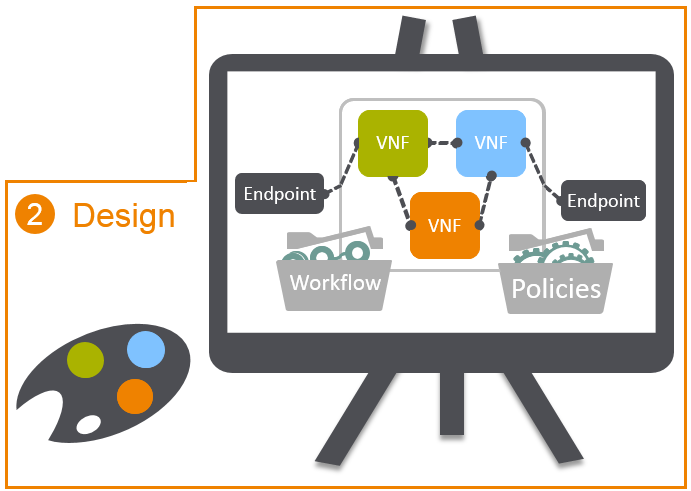 2 Design
VNF
VNF
Endpoint
Endpoint
VNF
Workflow
Policies